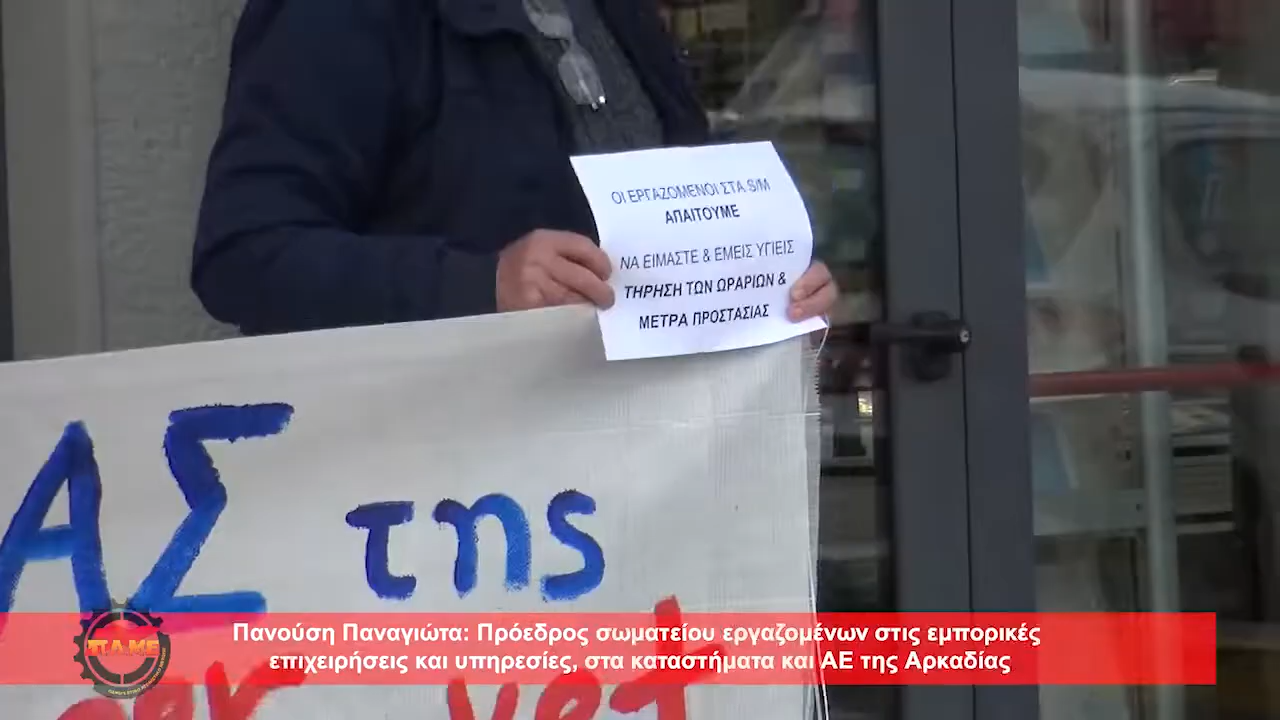 ΟΙ ΕΡΓΑΖΟΜΕΝΟΙ ΣΤΑ S/M
ΑΠΑΙΤΟΥΜΕ
ΝΑ ΕΙΜΑΣΤΕ & ΕΜΕΙΣ ΥΓΙΕΙΣ
ΤΗΡΗΣΗ ΤΩΝ ΩΡΑΡΙΩΝ &
ΜΕΤΡΑ ΠΡΟΣΤΑΣΙΑΣ
ΑΣ της
Π.Α.ΜΕ
Πανούση Παναγιώτα: Πρόεδρος σωματείου εργαζομένων στις εμπορικές
επιχειρήσεις και υπηρεσίες, στα καταστήματα και ΑΕ της Αρκαδίας